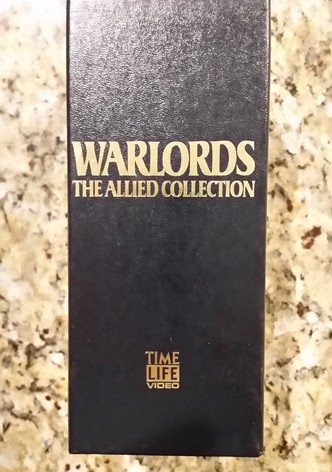 WARLORDS
THE ALLIED COLLECTION
TIME
LIFE
VIDEO